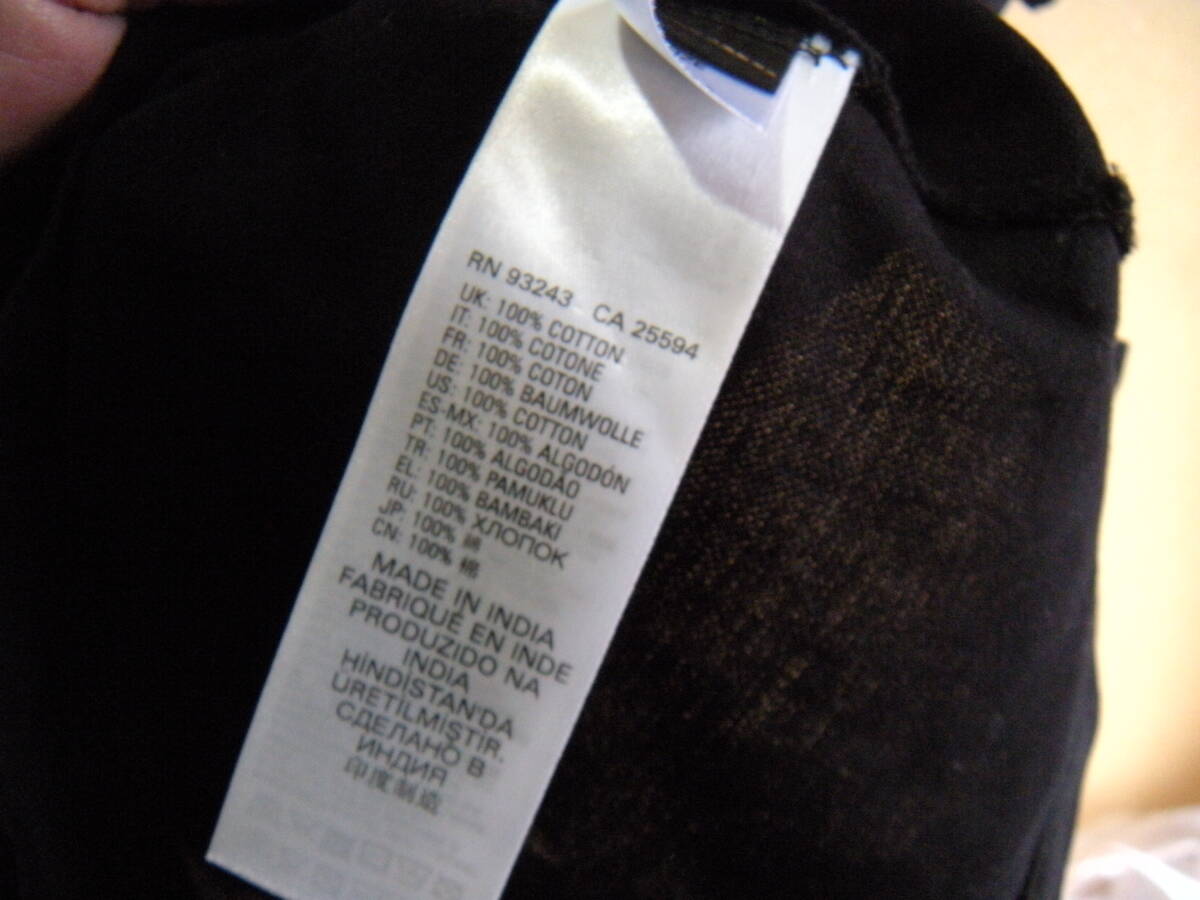 RN 93243 CA 25594
UK: 100% COTTON
IT: 100% COTONE
FR: 100% COTON
DE: 100% BAUMWOLLE
US: 100% COTTON
ES-MX: 100% ALGODÓN
PT: 100% ALGODÃO
TR: 100% PAMUKLU
EL: 100% ΒΑΜΒΑΚΙ
RU: 100% ХЛОПОК
JP: 100% 綿
CN: 100% 棉
MADE IN INDIA
FABRIQUÉ EN INDE
PRODUZIDO NA
INDIA
HİNDİSTAN'DA
ÜRETİLMİŞTİR.
СДЕЛАНО В
ИНДИЯ
印度制造